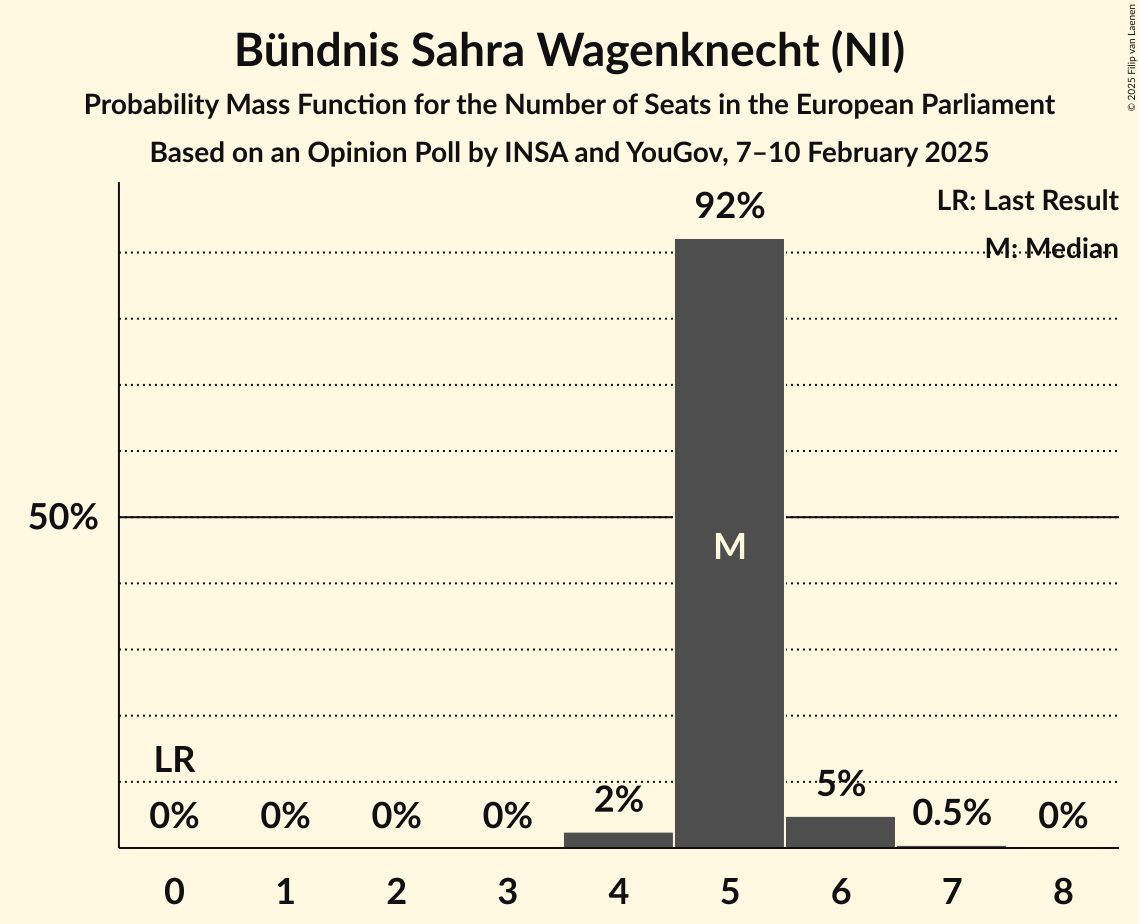 Bündnis Sahra Wagenknecht (NI)
Probability Mass Function for the Number of Seats in the European Parliament
Based on an Opinion Poll by INSA and YouGov, 7–10 February 2025
© 2025 Filip van Laenen
LR: Last Result
M: Median
92%
50%
M
LR
0% 0% 0% 0% 2% 5% 0.5% 0%
0 1 2 3 4 5 6 7 8